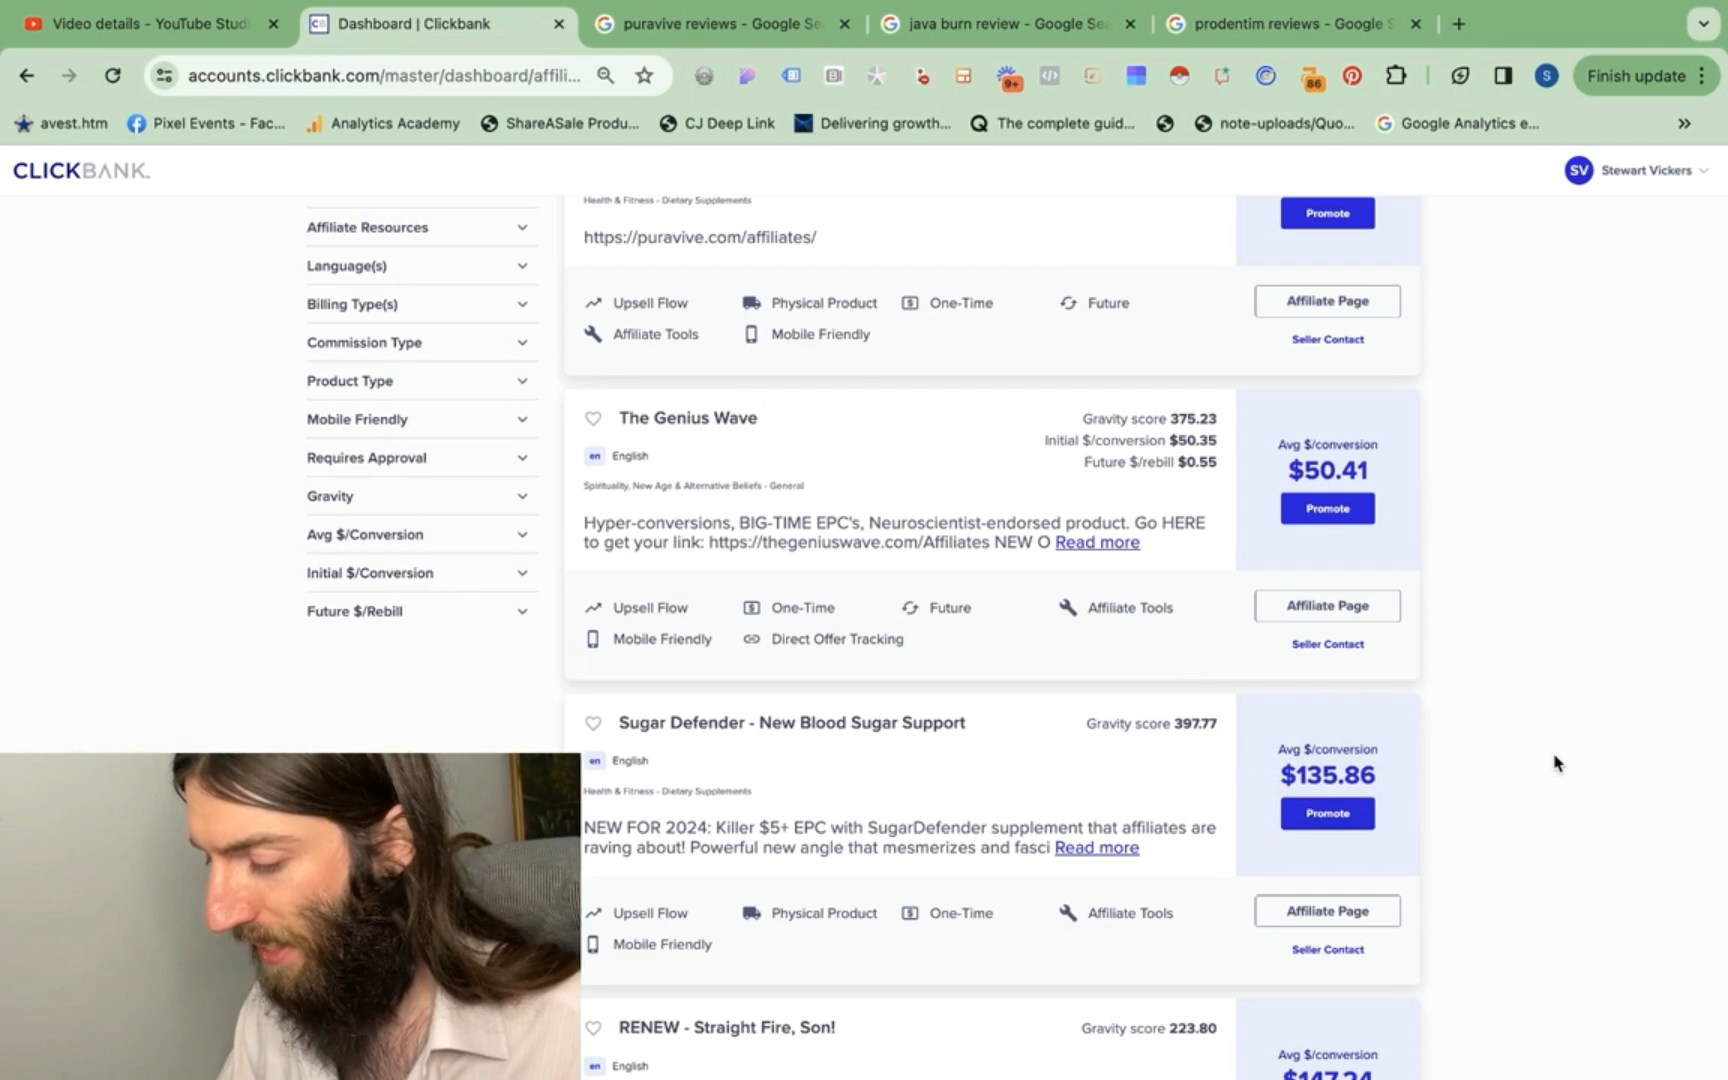 Video details - YouTube Studi
Dashboard | Clickbank
puravive reviews - Google Se
java burn review - Google Se
prodentim reviews - Google S
accounts.clickbank.com/master/dashboard/affili...
9+
86
S
Finish update
avest.htm
Pixel Events - Fac...
Analytics Academy
ShareASale Produ...
CJ Deep Link
Delivering growth...
The complete guid...
note-uploads/Quo...
Google Analytics e...
CLICKBANK.
SV
Stewart Vickers
Affiliate Resources
Language(s)
Billing Type(s)
Commission Type
Product Type
Mobile Friendly
Requires Approval
Gravity
Avg $/Conversion
Initial $/Conversion
Future $/Rebill
Health & Fitness - Dietary Supplements
Promote
https://puravive.com/affiliates/
Upsell Flow
Physical Product
One-Time
Future
Affiliate Tools
Mobile Friendly
Affiliate Page
Seller Contact
The Genius Wave
Gravity score 375.23
Initial $/conversion $50.35
Future $/rebill $0.55
en English
Spirituality, New Age & Alternative Beliefs - General
Hyper-conversions, BIG-TIME EPC's, Neuroscientist-endorsed product. Go HERE
to get your link: https://thegeniuswave.com/Affiliates NEW O Read more
Avg $/conversion
$50.41
Promote
Upsell Flow
One-Time
Future
Affiliate Tools
Mobile Friendly
Direct Offer Tracking
Affiliate Page
Seller Contact
Sugar Defender - New Blood Sugar Support
Gravity score 397.77
en English
Health & Fitness - Dietary Supplements
NEW FOR 2024: Killer $5+ EPC with SugarDefender supplement that affiliates are
raving about! Powerful new angle that mesmerizes and fasci Read more
Avg $/conversion
$135.86
Promote
Upsell Flow
Physical Product
One-Time
Affiliate Tools
Mobile Friendly
Affiliate Page
Seller Contact
RENEW - Straight Fire, Son!
Gravity score 223.80
en English
Avg $/conversion
$147.24